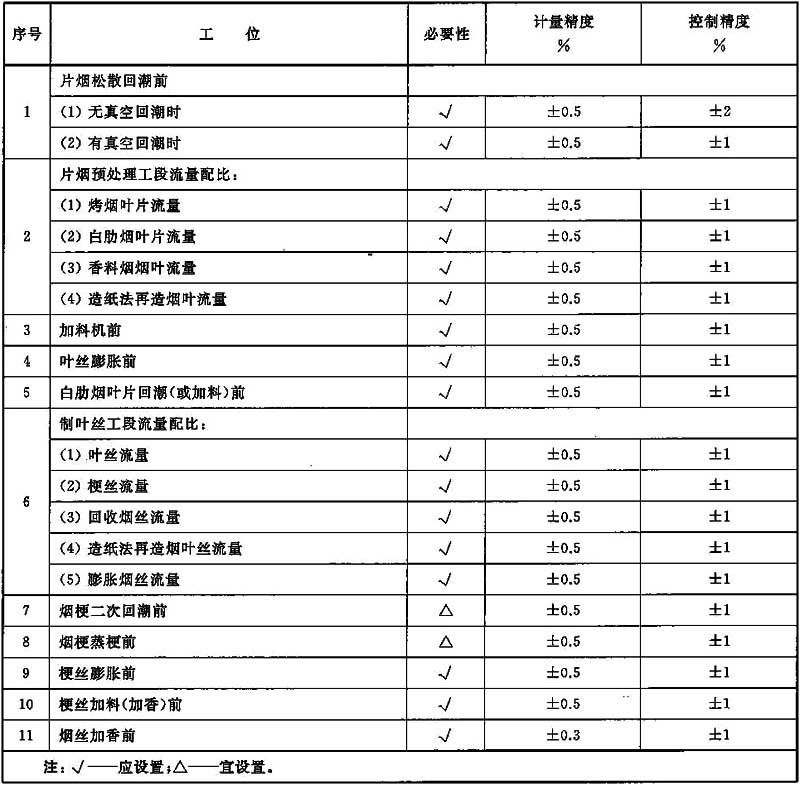 序号 工 位 必要性 计量精度 % 控制精度 %
1 片烟松散回潮前
(1) 无真空回潮时 √ ±0.5 ±2
(2) 有真空回潮时 √ ±0.5 ±1
2 片烟预处理工段流量配比：
(1) 烤烟叶片流量 √ ±0.5 ±1
(2) 白肋烟叶片流量 √ ±0.5 ±1
(3) 香料烟烟叶流量 √ ±0.5 ±1
(4) 造纸法再造烟叶流量 √ ±0.5 ±1
3 加料机前 √ ±0.5 ±1
4 叶丝膨胀前 √ ±0.5 ±1
5 白肋烟叶片回潮(或加料)前 √ ±0.5 ±1
6 制叶丝工段流量配比：
(1) 叶丝流量 √ ±0.5 ±1
(2) 梗丝流量 √ ±0.5 ±1
(3) 回收烟丝流量 √ ±0.5 ±1
(4) 造纸法再造烟叶丝流量 √ ±0.5 ±1
(5) 膨胀烟丝流量 √ ±0.5 ±1
7 烟梗二次回潮前 △ ±0.5 ±1
8 烟梗蒸梗前 △ ±0.5 ±1
9 梗丝膨胀前 √ ±0.5 ±1
10 梗丝加料(加香)前 √ ±0.5 ±1
11 烟丝加香前 √ ±0.3 ±1
注：√——应设置；△——宜设置。